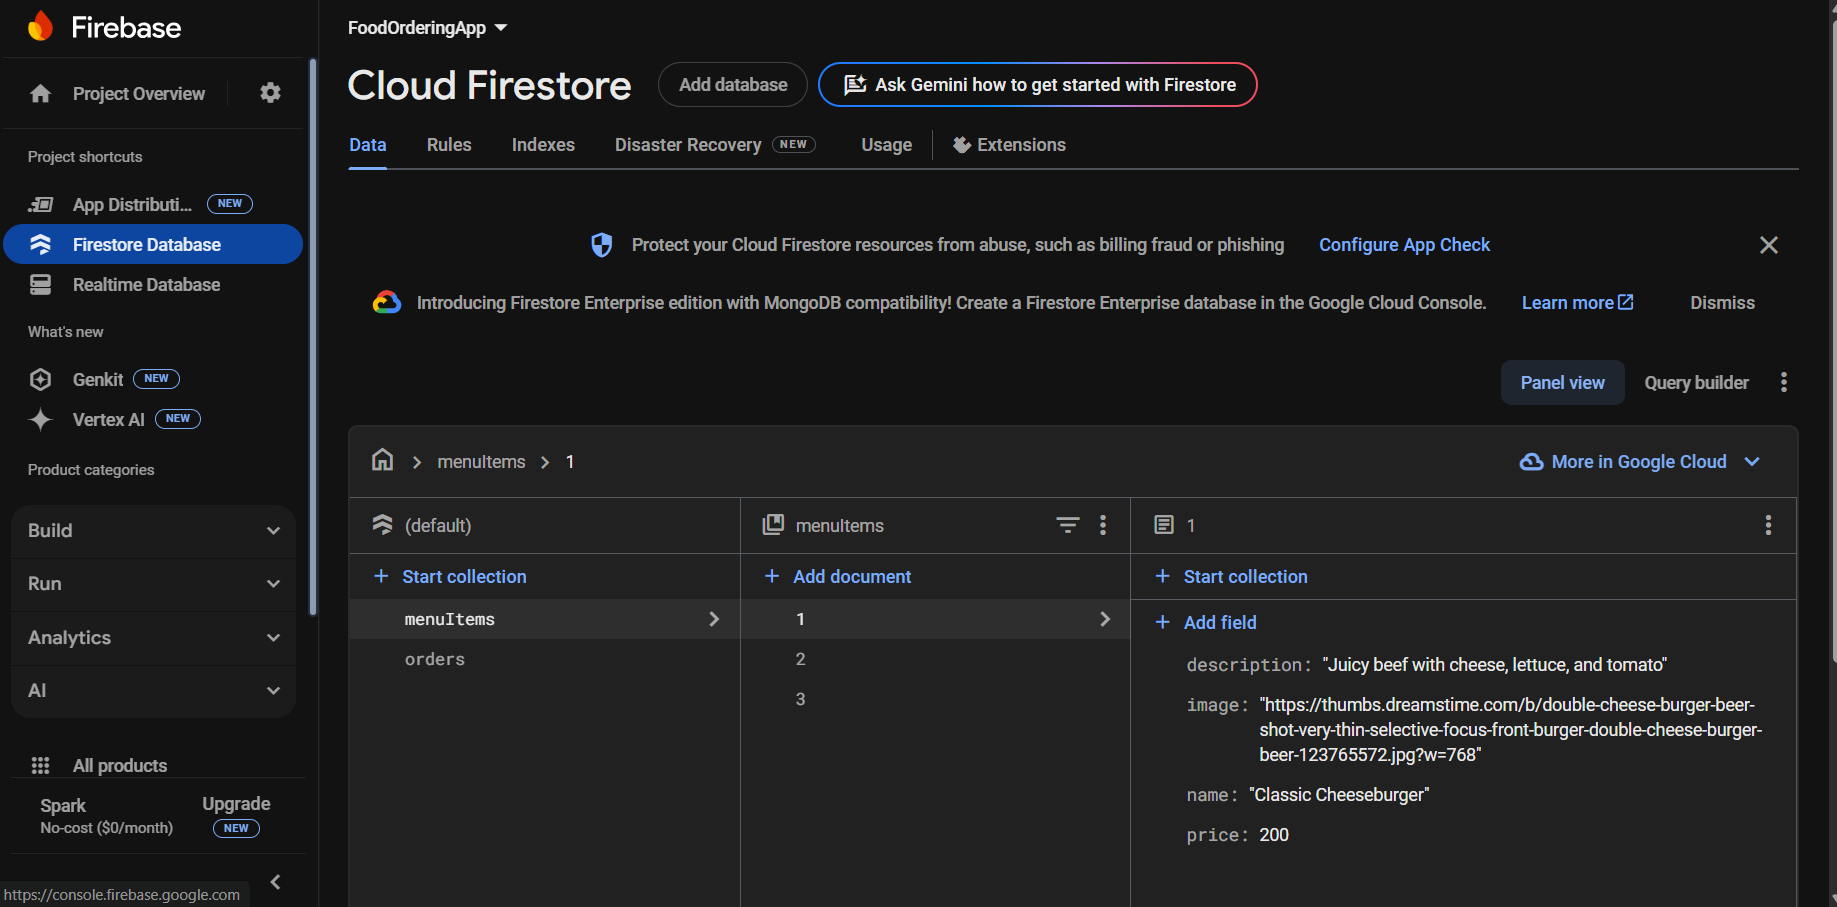 Firebase
Project Overview
Project shortcuts
App Distributi... NEW
Firestore Database
Realtime Database
What's new
Genkit NEW
Vertex AI NEW
Product categories
Build
Run
Analytics
AI
All products
Spark
No-cost ($0/month)
Upgrade
NEW
https://console.firebase.google.com
FoodOrderingApp
Cloud Firestore
Add database
Ask Gemini how to get started with Firestore
Data Rules Indexes Disaster Recovery NEW Usage Extensions
Protect your Cloud Firestore resources from abuse, such as billing fraud or phishing Configure App Check
Introducing Firestore Enterprise edition with MongoDB compatibility! Create a Firestore Enterprise database in the Google Cloud Console. Learn more Dismiss
Panel view Query builder
menuItems 1
More in Google Cloud
(default)
Start collection
menuItems
orders
menuItems
Add document
1
2
3
1
Start collection
Add field
description: "Juicy beef with cheese, lettuce, and tomato"
image: "https://thumbs.dreamstime.com/b/double-cheese-burger-beer-
shot-very-thin-selective-focus-front-burger-double-cheese-burger-
beer-123765572.jpg?w=768"
name: "Classic Cheeseburger"
price: 200